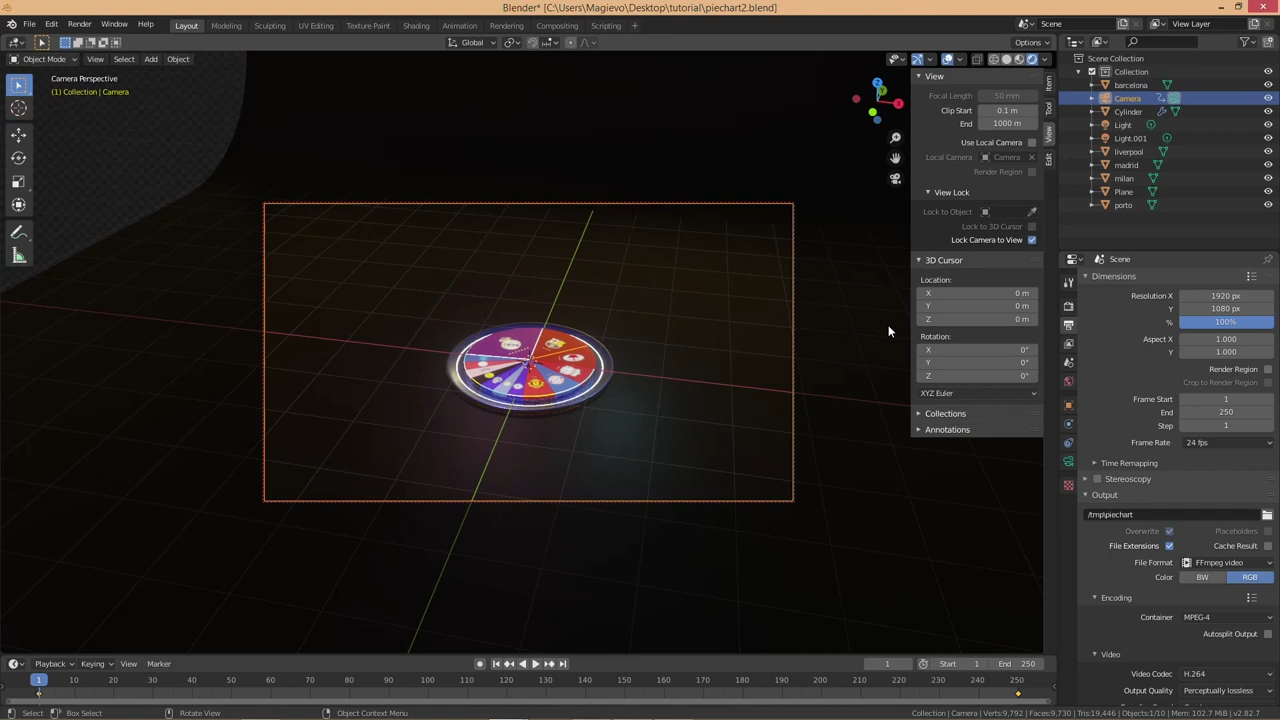 Blender* [C:\Users\Magievo\Desktop\tutorial\piechart2.blend]
File Edit Render Window Help Layout Modeling Sculpting UV Editing Texture Paint Shading Animation Rendering Compositing Scripting + Scene View Layer
Global Options
Object Mode View Select Add Object
Camera Perspective
(1) Collection | Camera
Z
Y
X
View
Focal Length 50 mm
Clip Start 0.1 m
End 1000 m
Use Local Camera
Local Camera Camera
Render Region
View Lock
Lock to Object
Lock to 3D Cursor
Lock Camera to View
3D Cursor
Location:
X 0 m
Y 0 m
Z 0 m
Rotation:
X 0°
Y 0°
Z 0°
XYZ Euler
Collections
Annotations
Item
Tool
View
Edit
Scene Collection
Collection
barcelona
Camera
Cylinder
Light
Light.001
liverpool
madrid
milan
Plane
porto
Scene
Dimensions
Resolution X 1920 px
Y 1080 px
% 100%
Aspect X 1.000
Y 1.000
Render Region
Crop to Render Region
Frame Start 1
End 250
Step 1
Frame Rate 24 fps
Time Remapping
Stereoscopy
Output
/tmp\piechart
Overwrite Placeholders
File Extensions Cache Result
File Format FFmpeg video
Color BW RGB
Encoding
Container MPEG-4
Autosplit Output
Video
Video Codec H.264
Output Quality Perceptually lossless
Playback Keying View Marker 1 Start 1 End 250
1 10 20 30 40 50 60 70 80 90 100 110 120 130 140 150 160 170 180 190 200 210 220 230 240 250
Select Box Select Rotate View Object Context Menu Collection | Camera | Verts:9,792 | Faces:9,730 | Tris:19,446 | Objects:1/10 | Mem: 102.7 MiB | v2.82.7